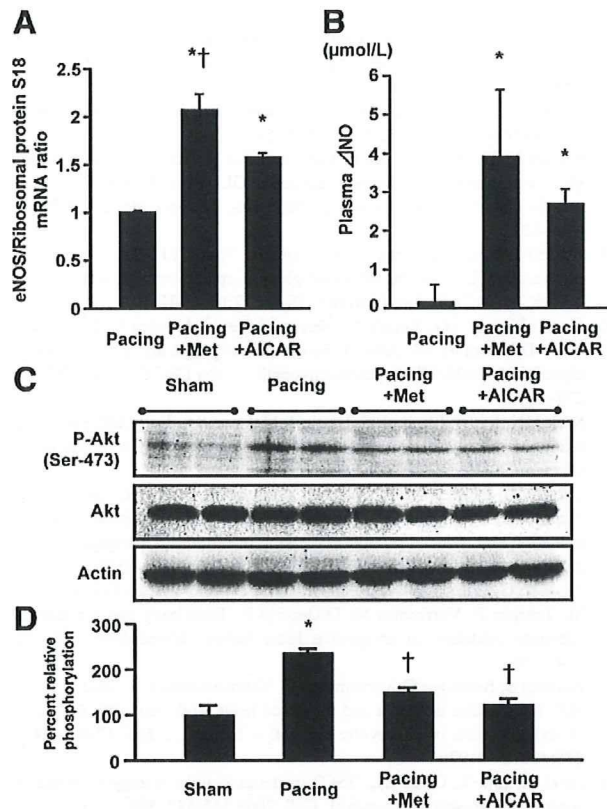 A
eNOS/Ribosomal protein S18
mRNA ratio
2.5
2
1.5
1
0.5
0
*†
*
Pacing
Pacing
+Met
Pacing
+AICAR
B
(μmol/L)
Plasma ⊿NO
6
5
4
3
2
1
0
*
*
Pacing
Pacing
+Met
Pacing
+AICAR
C
Sham
Pacing
Pacing
+Met
Pacing
+AICAR
P-Akt
(Ser-473)
Akt
Actin
D
Percent relative
phosphorylation
300
200
100
0
*
†
†
Sham
Pacing
Pacing
+Met
Pacing
+AICAR